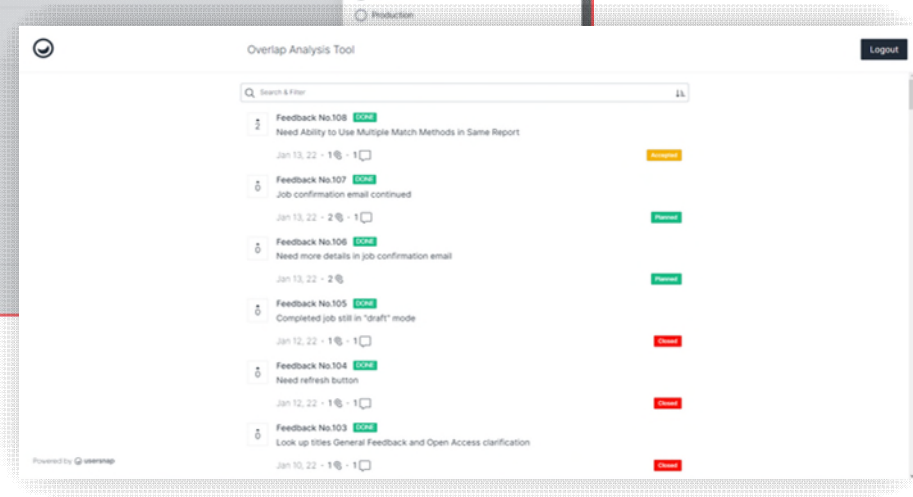 Production
Overlap Analysis Tool
Logout
Search & Filter
2
Feedback No.108 DONE
Need Ability to Use Multiple Match Methods in Same Report
Jan 13, 22 - 1 - 1
Accepted
0
Feedback No.107 DONE
Job confirmation email continued
Jan 13, 22 - 2 - 1
Planned
0
Feedback No.106 DONE
Need more details in job confirmation email
Jan 13, 22 - 2
Planned
0
Feedback No.105 DONE
Completed job still in "draft" mode
Jan 12, 22 - 1 - 1
Closed
0
Feedback No.104 DONE
Need refresh button
Jan 12, 22 - 1 - 1
Closed
0
Feedback No.103 DONE
Look up titles General Feedback and Open Access clarification
Jan 10, 22 - 1 - 1
Closed
Powered by usersnap